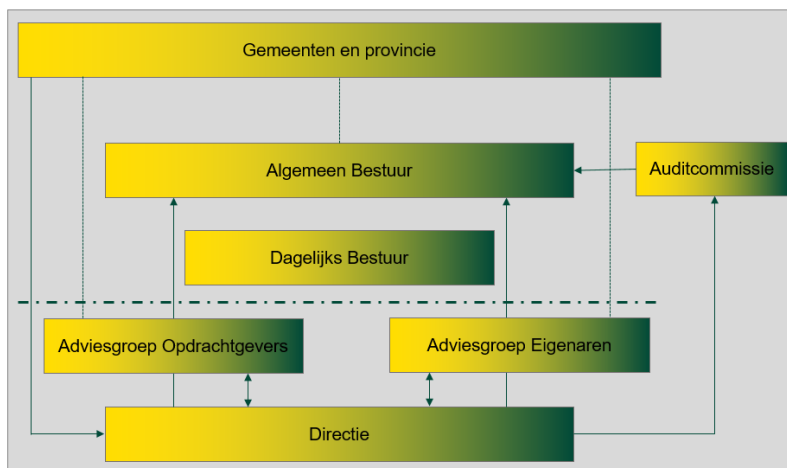 Gemeenten en provincie
Algemeen Bestuur
Auditcommissie
Dagelijks Bestuur
Adviesgroep Opdrachtgevers
Adviesgroep Eigenaren
Directie